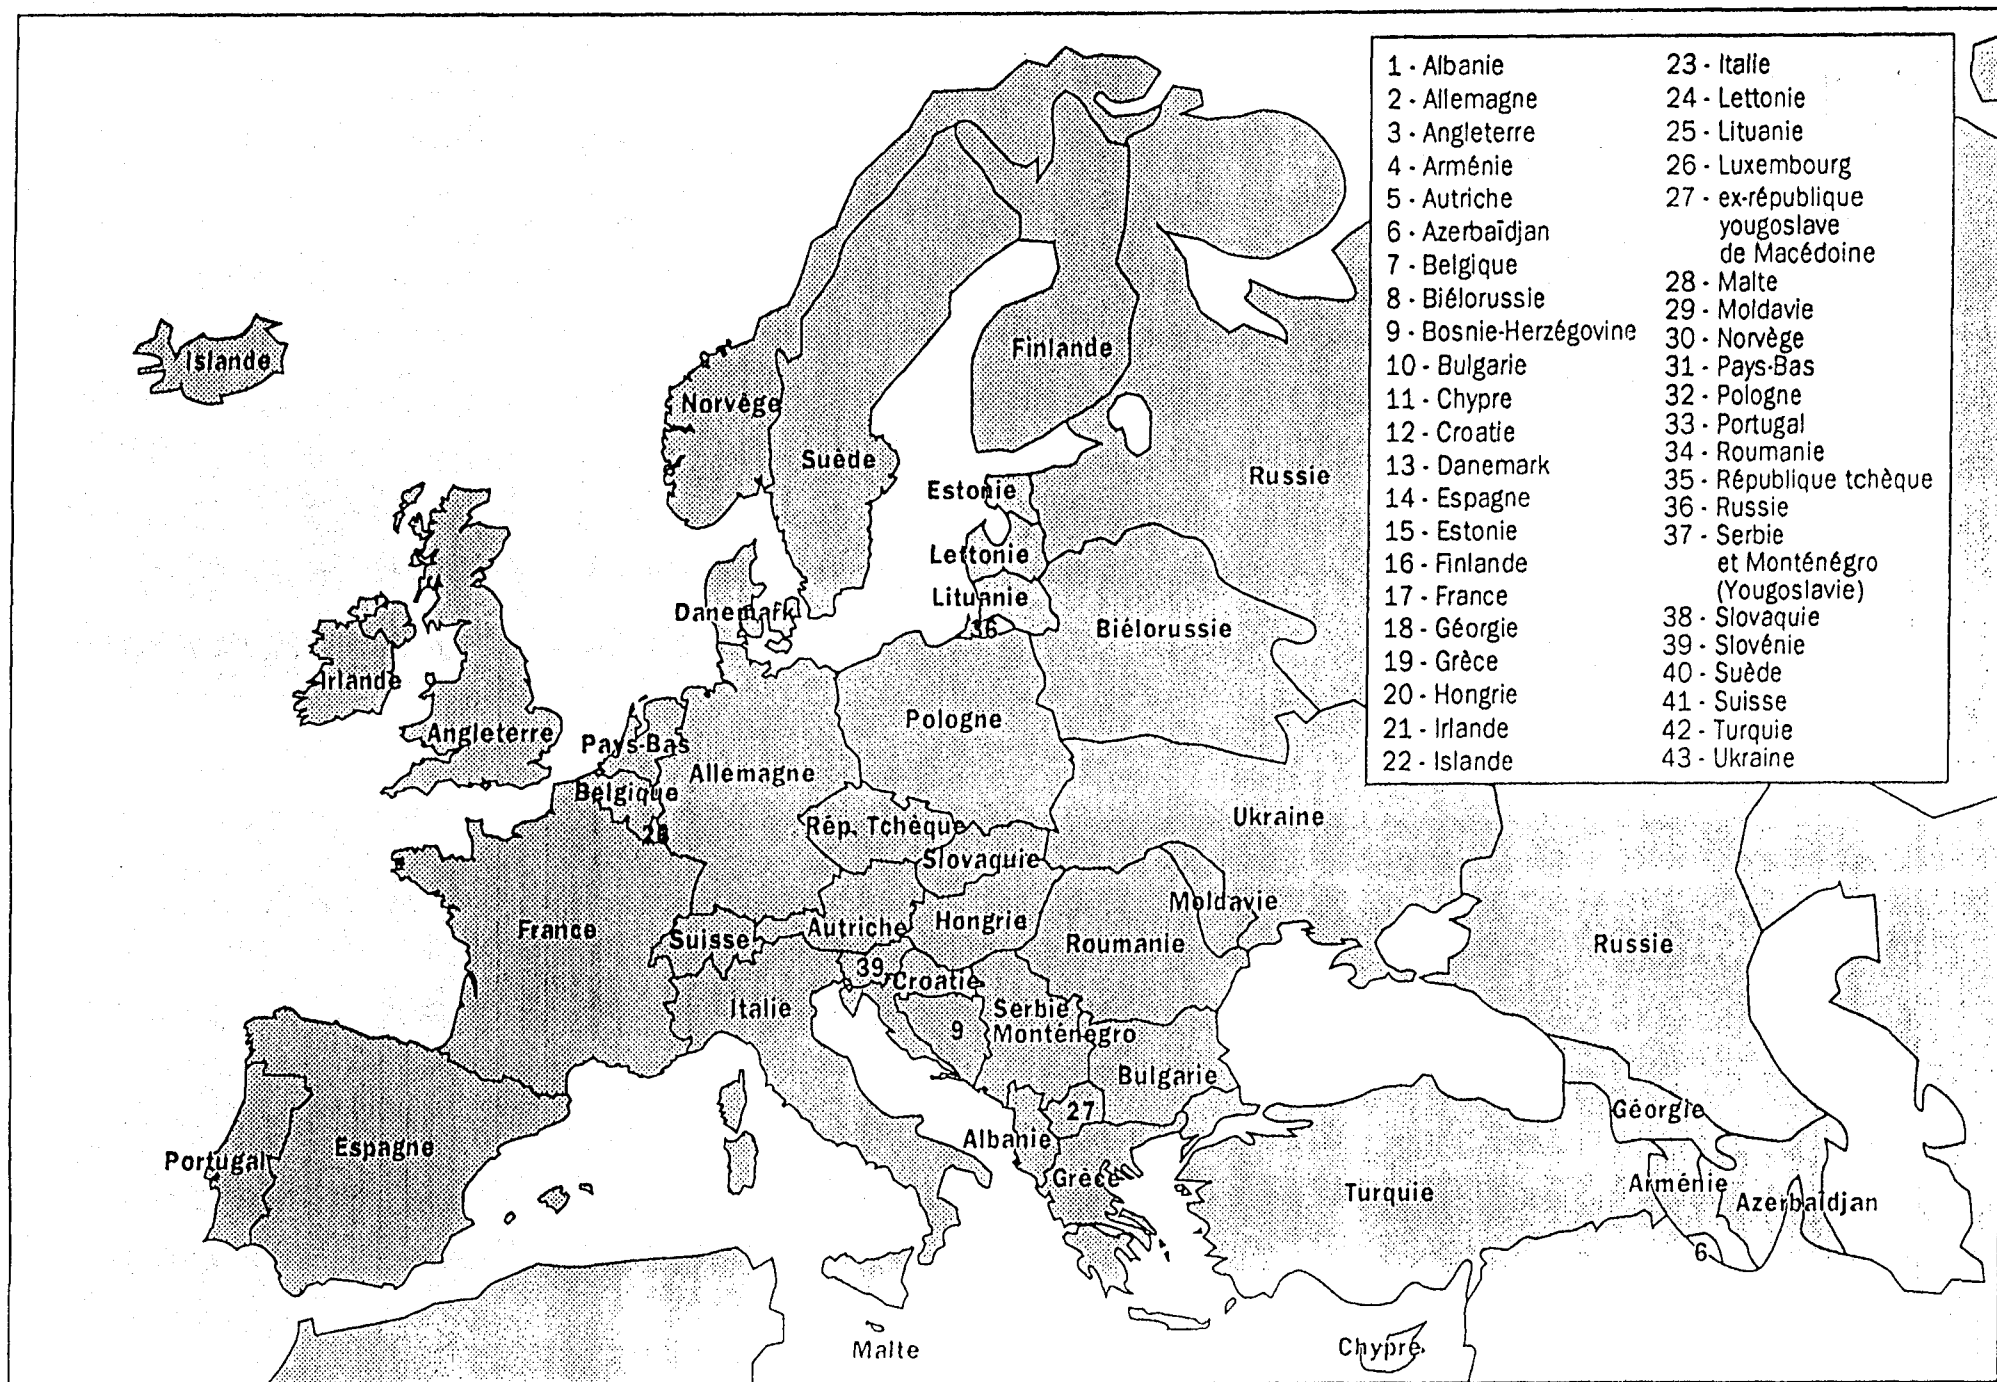 1 - Albanie
2 - Allemagne
3 - Angleterre
4 - Arménie
5 - Autriche
6 - Azerbaïdjan
7 - Belgique
8 - Biélorussie
9 - Bosnie-Herzégovine
10 - Bulgarie
11 - Chypre
12 - Croatie
13 - Danemark
14 - Espagne
15 - Estonie
16 - Finlande
17 - France
18 - Géorgie
19 - Grèce
20 - Hongrie
21 - Irlande
22 - Islande
23 - Italie
24 - Lettonie
25 - Lituanie
26 - Luxembourg
27 - ex-république
yougoslave
de Macédoine
28 - Malte
29 - Moldavie
30 - Norvège
31 - Pays-Bas
32 - Pologne
33 - Portugal
34 - Roumanie
35 - République tchèque
36 - Russie
37 - Serbie
et Monténégro
(Yougoslavie)
38 - Slovaquie
39 - Slovénie
40 - Suède
41 - Suisse
42 - Turquie
43 - Ukraine
Islande
Finlande
Norvège
Suède
Russie
Estonie
Lettonie
Lituanie
Danemark
36
Biélorussie
Irlande
Angleterre
Pologne
Pays-Bas
Allemagne
Belgique
Ukraine
26
Rép. Tchèque
Slovaquie
Moldavie
France
Suisse
Autriche
Hongrie
Roumanie
Russie
39
Croatie
Italie
Serbie
9
Monténégro
Bulgarie
27
Géorgie
Albanie
Espagne
Portugal
Grèce
Turquie
Arménie
Azerbaïdjan
6
Malte
Chypre